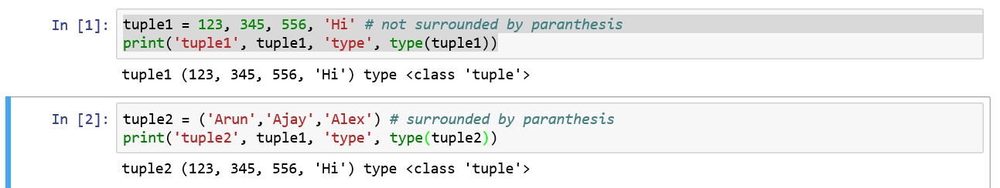 In [1]: tuple1 = 123, 345, 556, 'Hi' # not surrounded by paranthesis
print('tuple1', tuple1, 'type', type(tuple1))
tuple1 (123, 345, 556, 'Hi') type <class 'tuple'>
In [2]: tuple2 = ('Arun','Ajay','Alex') # surrounded by paranthesis
print('tuple2', tuple1, 'type', type(tuple2))
tuple2 (123, 345, 556, 'Hi') type <class 'tuple'>